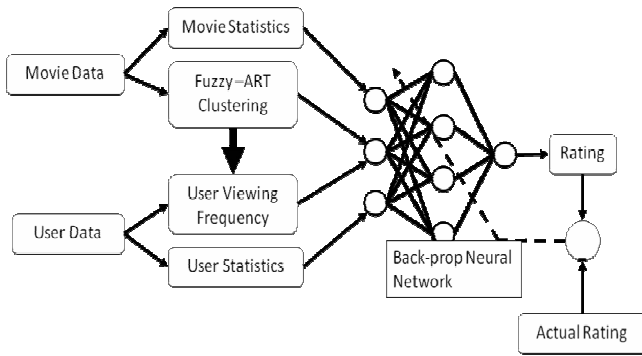 Movie Statistics
Movie Data
Fuzzy-ART
Clustering
Rating
User Viewing
Frequency
User Data
User Statistics
Back-prop Neural
Network
Actual Rating